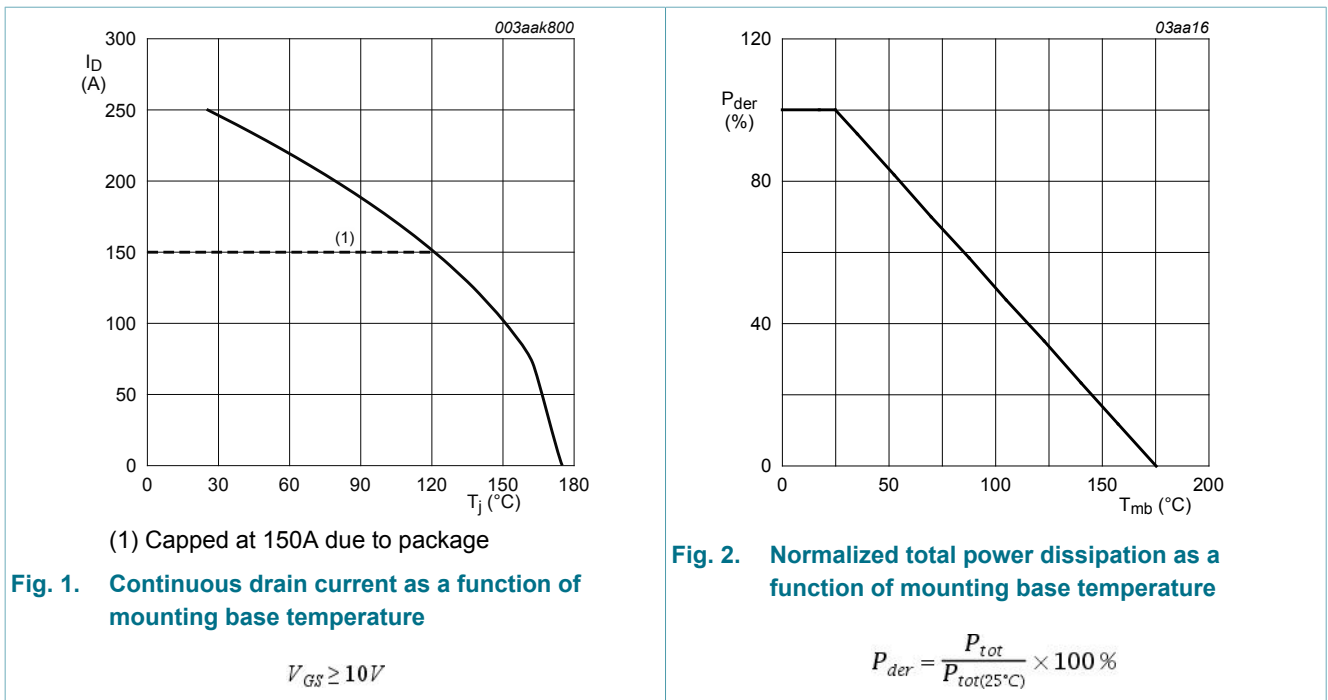 003aak800
I_D
(A)
300
250
200
150
100
50
0
(1)
0 30 60 90 120 150 180
T_j (°C)
(1) Capped at 150A due to package
Fig. 1. Continuous drain current as a function of
mounting base temperature
V_GS ≥ 10V
03aa16
P_der
(%)
120
80
40
0
0 50 100 150 200
T_mb (°C)
Fig. 2. Normalized total power dissipation as a
function of mounting base temperature
P_der = P_tot / P_tot(25°C) × 100 %